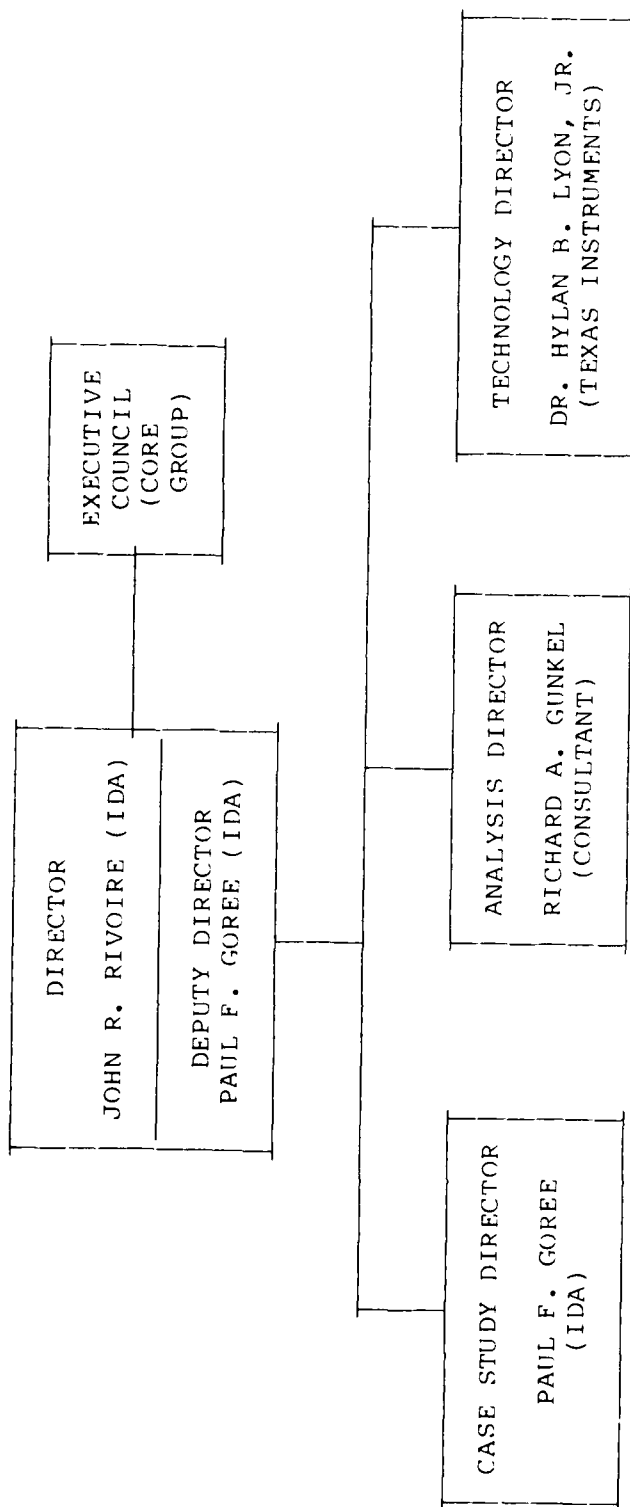 DIRECTOR
JOHN R. RIVOIRE (IDA)
DEPUTY DIRECTOR
PAUL F. GOREE (IDA)
EXECUTIVE
COUNCIL
(CORE
GROUP)
CASE STUDY DIRECTOR
PAUL F. GOREE
(IDA)
ANALYSIS DIRECTOR
RICHARD A. GUNKEL
(CONSULTANT)
TECHNOLOGY DIRECTOR
DR. HYLAN B. LYON, JR.
(TEXAS INSTRUMENTS)